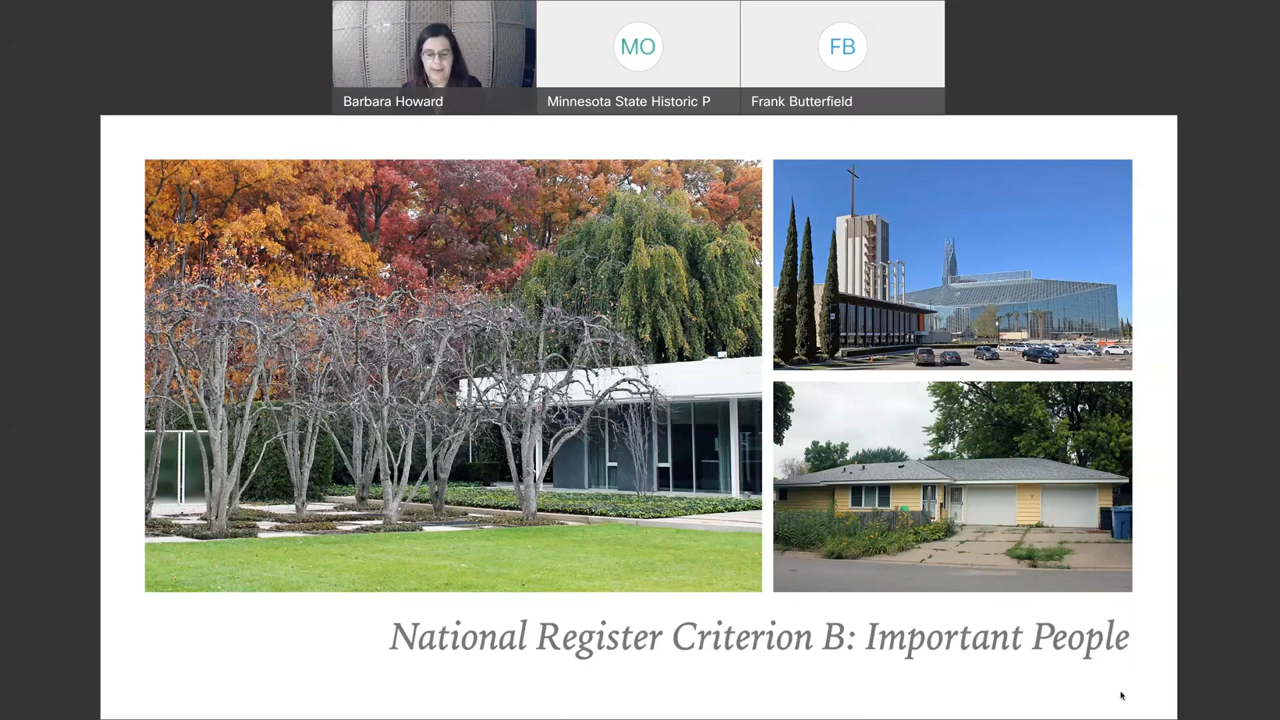 MO
FB
Barbara Howard
Minnesota State Historic P
Frank Butterfield
National Register Criterion B: Important People